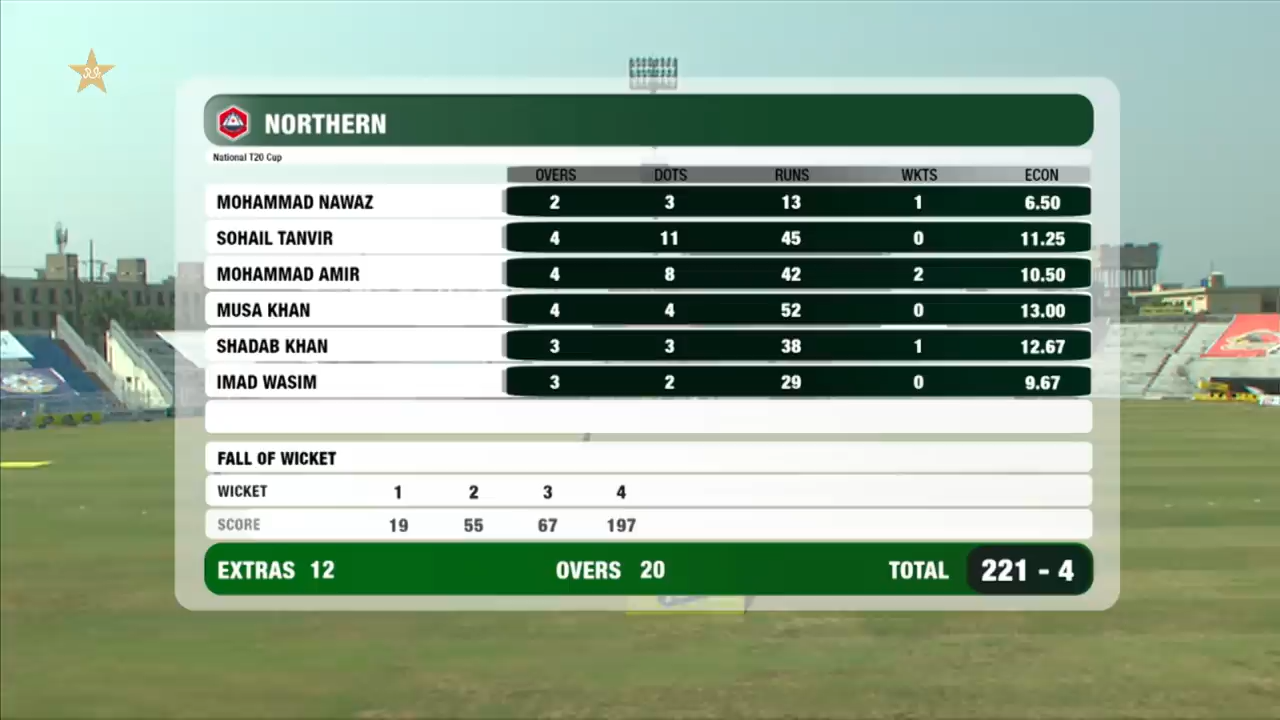 NORTHERN
National T20 Cup
OVERS DOTS RUNS WKTS ECON
MOHAMMAD NAWAZ 2 3 13 1 6.50
SOHAIL TANVIR 4 11 45 0 11.25
MOHAMMAD AMIR 4 8 42 2 10.50
MUSA KHAN 4 4 52 0 13.00
SHADAB KHAN 3 3 38 1 12.67
IMAD WASIM 3 2 29 0 9.67
FALL OF WICKET
WICKET 1 2 3 4
SCORE 19 55 67 197
EXTRAS 12 OVERS 20 TOTAL 221 - 4